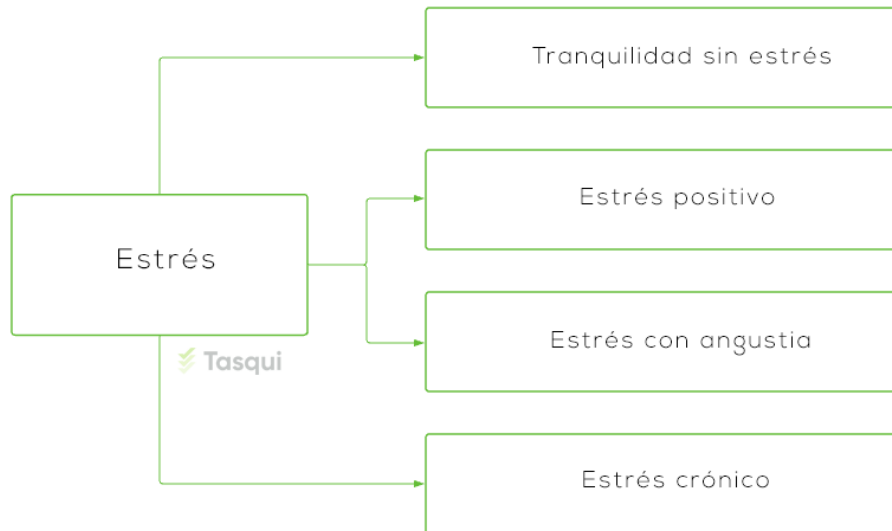 Tranquilidad sin estrés
Estrés positivo
Estrés
Estrés con angustia
Tasqui
Estrés crónico